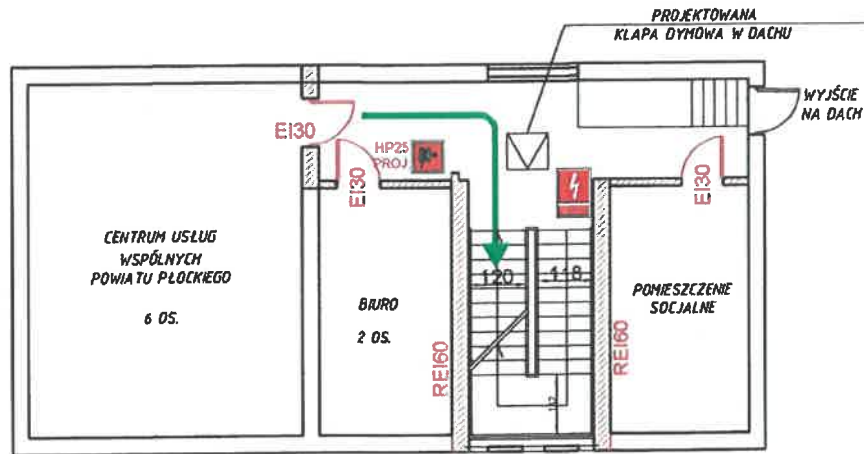 PROJEKTOWANA
KLAPA DYMOWA W DACHU
WYJŚCIE
NA DACH
EI30
HP25
PROJ.
EI30
EI30
CENTRUM USŁUG
WSPÓLNYCH
POWIATU PŁOCKIEGO
6 OS.
BIURO
2 OS.
120
118
POMIESZCZENIE
SOCJALNE
REI60
REI60